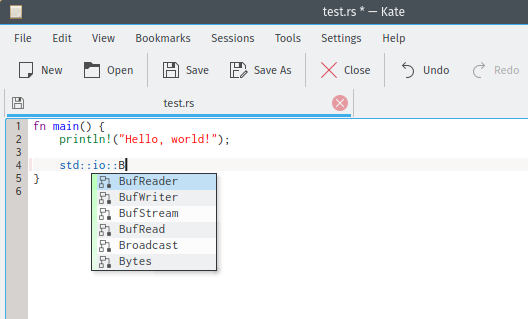 test.rs * — Kate
File Edit View Bookmarks Sessions Tools Settings Help
New Open Save Save As Close Undo Redo
test.rs
1 fn main() {
2 println!("Hello, world!");
3
4 std::io::B
5 }
6
BufReader
BufWriter
BufStream
BufRead
Broadcast
Bytes